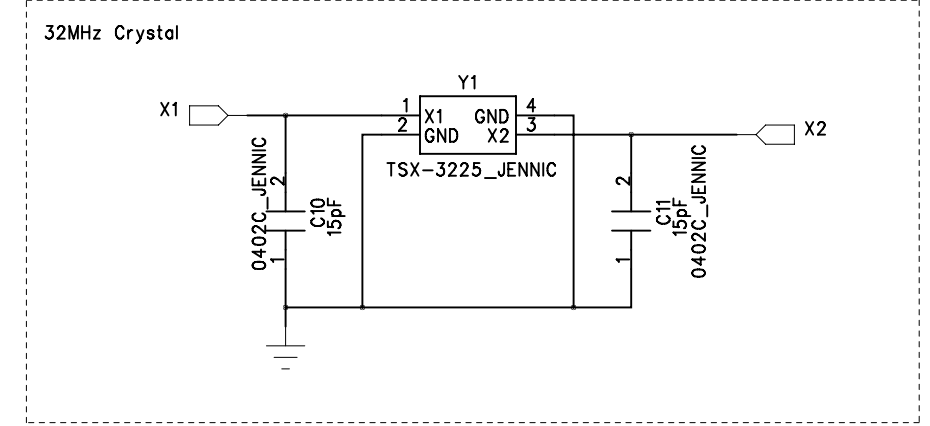 32MHz Crystal
Y1
X1
1
X1
GND
4
2
GND
X2
3
X2
TSX-3225_JENNIC
0402C_JENNIC
2
1
C10
15pF
2
1
C11
15pF
0402C_JENNIC